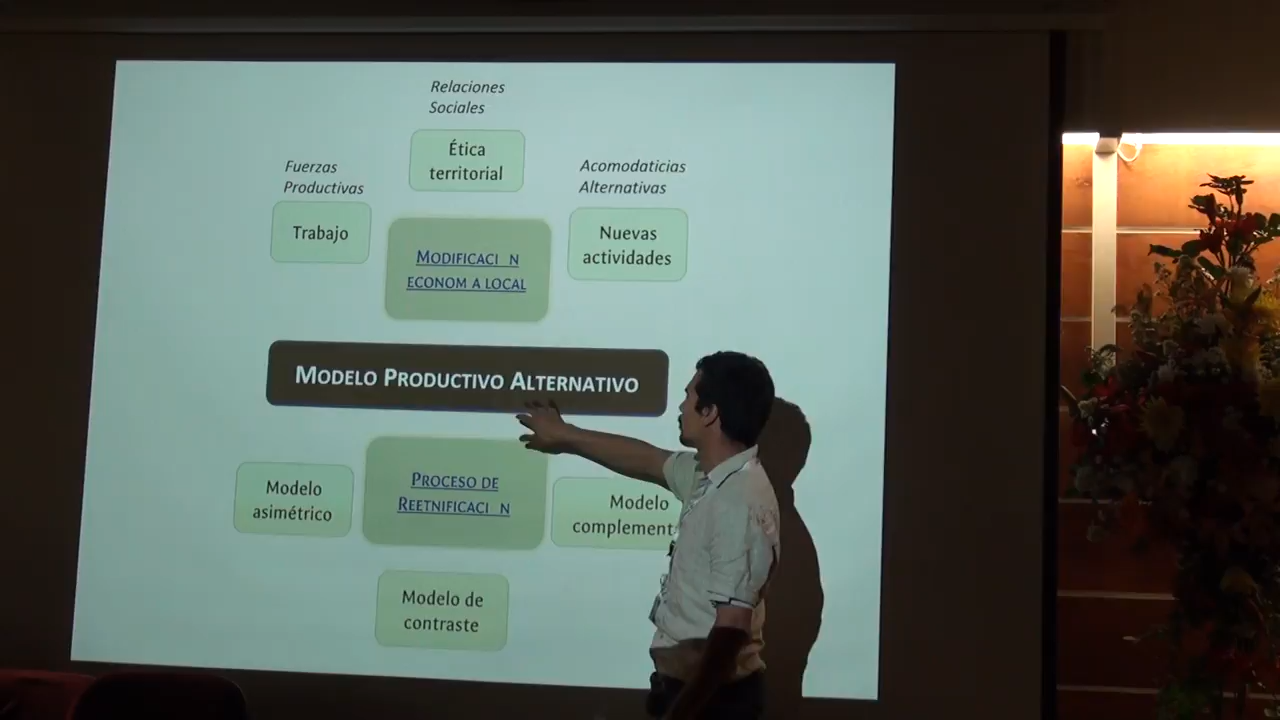 Relaciones
Sociales
Ética
territorial
Fuerzas
Productivas
Trabajo
Acomodaticias
Alternativas
Nuevas
actividades
MODIFICACI N
ECONOM A LOCAL
MODELO PRODUCTIVO ALTERNATIVO
PROCESO DE
REETNIFICACI N
Modelo
asimétrico
Modelo
Modelo de
contraste